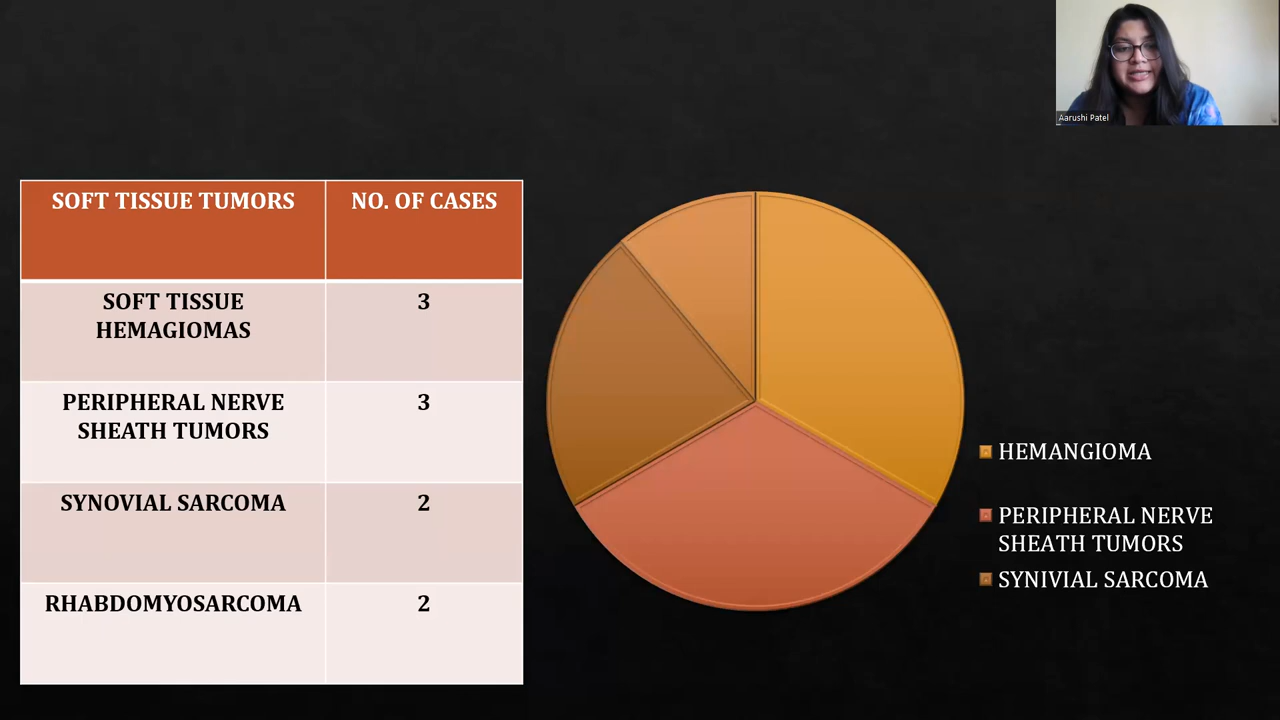 Aarushi Patel
SOFT TISSUE TUMORS
NO. OF CASES
SOFT TISSUE
HEMAGIOMAS
3
PERIPHERAL NERVE
SHEATH TUMORS
3
SYNOVIAL SARCOMA
2
RHABDOMYOSARCOMA
2
HEMANGIOMA
PERIPHERAL NERVE
SHEATH TUMORS
SYNIVIAL SARCOMA